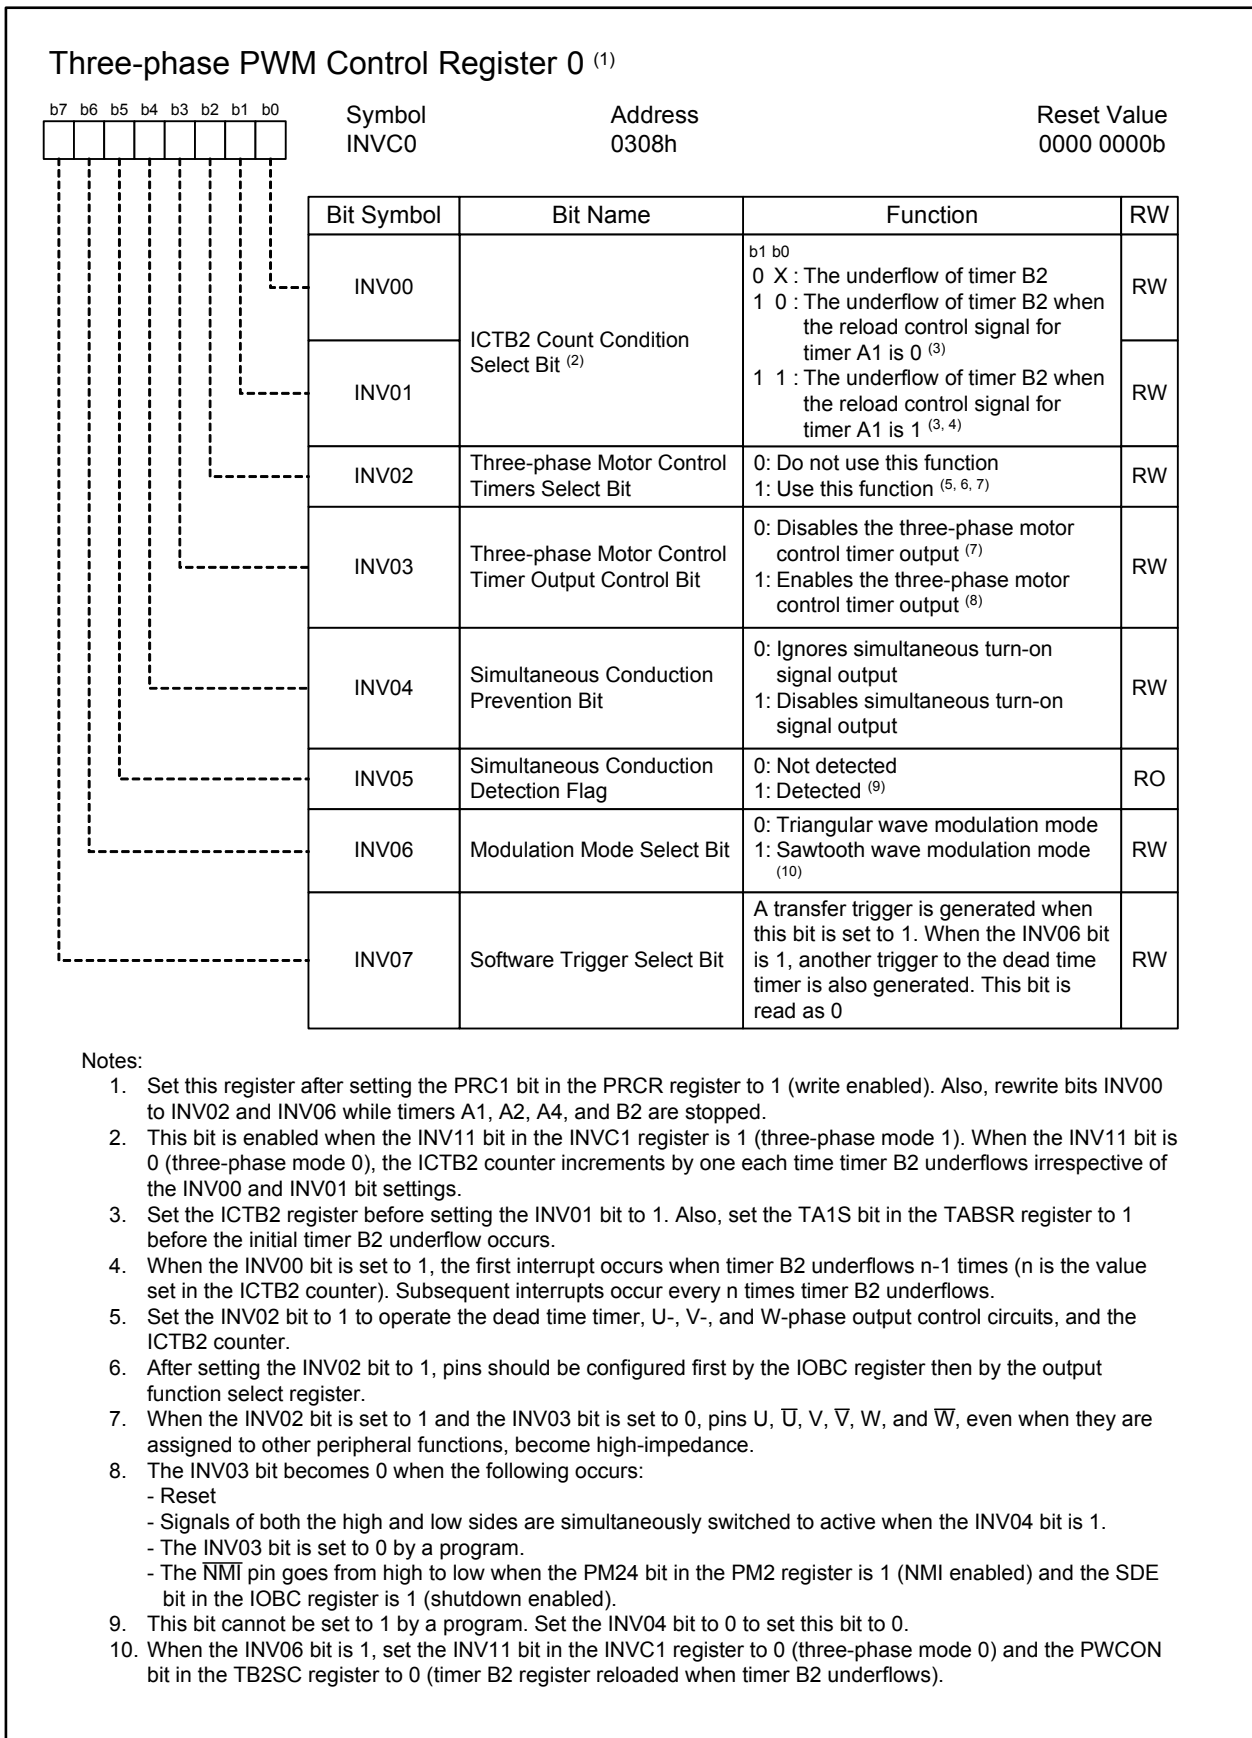 Three-phase PWM Control Register 0 (1)
b7 b6 b5 b4 b3 b2 b1 b0
Symbol Address Reset Value
INVC0 0308h 0000 0000b
Bit Symbol Bit Name Function RW
INV00
INV01
ICTB2 Count Condition
Select Bit (2)
b1 b0
0 X : The underflow of timer B2
1 0 : The underflow of timer B2 when
the reload control signal for
timer A1 is 0 (3)
1 1 : The underflow of timer B2 when
the reload control signal for
timer A1 is 1 (3, 4)
RW
RW
INV02
Three-phase Motor Control
Timers Select Bit
0: Do not use this function
1: Use this function (5, 6, 7)
RW
INV03
Three-phase Motor Control
Timer Output Control Bit
0: Disables the three-phase motor
control timer output (7)
1: Enables the three-phase motor
control timer output (8)
RW
INV04
Simultaneous Conduction
Prevention Bit
0: Ignores simultaneous turn-on
signal output
1: Disables simultaneous turn-on
signal output
RW
INV05
Simultaneous Conduction
Detection Flag
0: Not detected
1: Detected (9)
RO
INV06
Modulation Mode Select Bit
0: Triangular wave modulation mode
1: Sawtooth wave modulation mode
(10)
RW
INV07
Software Trigger Select Bit
A transfer trigger is generated when
this bit is set to 1. When the INV06 bit
is 1, another trigger to the dead time
timer is also generated. This bit is
read as 0
RW
Notes:
1. Set this register after setting the PRC1 bit in the PRCR register to 1 (write enabled). Also, rewrite bits INV00
to INV02 and INV06 while timers A1, A2, A4, and B2 are stopped.
2. This bit is enabled when the INV11 bit in the INVC1 register is 1 (three-phase mode 1). When the INV11 bit is
0 (three-phase mode 0), the ICTB2 counter increments by one each time timer B2 underflows irrespective of
the INV00 and INV01 bit settings.
3. Set the ICTB2 register before setting the INV01 bit to 1. Also, set the TA1S bit in the TABSR register to 1
before the initial timer B2 underflow occurs.
4. When the INV00 bit is set to 1, the first interrupt occurs when timer B2 underflows n-1 times (n is the value
set in the ICTB2 counter). Subsequent interrupts occur every n times timer B2 underflows.
5. Set the INV02 bit to 1 to operate the dead time timer, U-, V-, and W-phase output control circuits, and the
ICTB2 counter.
6. After setting the INV02 bit to 1, pins should be configured first by the IOBC register then by the output
function select register.
7. When the INV02 bit is set to 1 and the INV03 bit is set to 0, pins U, U̅, V, V̅, W, and W̅, even when they are
assigned to other peripheral functions, become high-impedance.
8. The INV03 bit becomes 0 when the following occurs:
- Reset
- Signals of both the high and low sides are simultaneously switched to active when the INV04 bit is 1.
- The INV03 bit is set to 0 by a program.
- The N̅M̅I̅ pin goes from high to low when the PM24 bit in the PM2 register is 1 (NMI enabled) and the SDE
bit in the IOBC register is 1 (shutdown enabled).
9. This bit cannot be set to 1 by a program. Set the INV04 bit to 0 to set this bit to 0.
10. When the INV06 bit is 1, set the INV11 bit in the INVC1 register to 0 (three-phase mode 0) and the PWCON
bit in the TB2SC register to 0 (timer B2 register reloaded when timer B2 underflows).